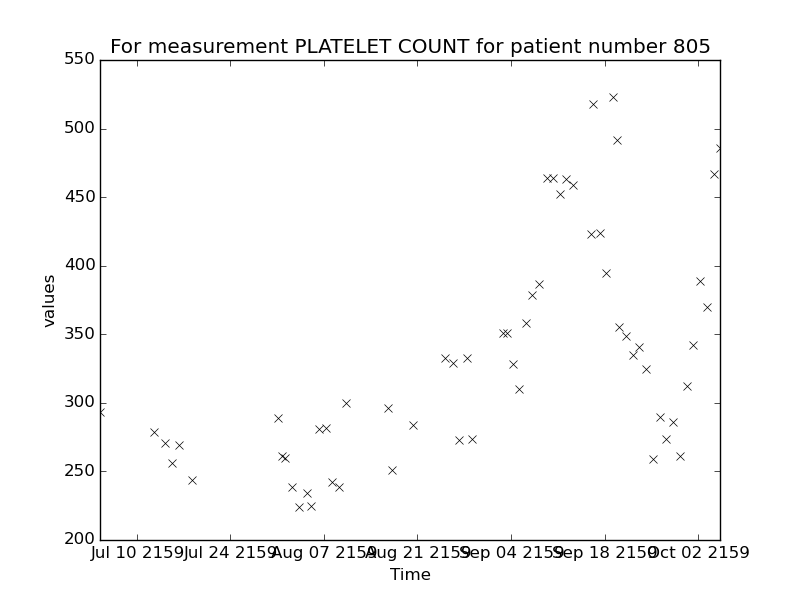 For measurement PLATELET COUNT for patient number 805
550
500
450
400
350
300
250
200
values
Jul 10 2159 Jul 24 2159 Aug 07 2159 Aug 21 2159 Sep 04 2159 Sep 18 2159 Oct 02 2159
Time